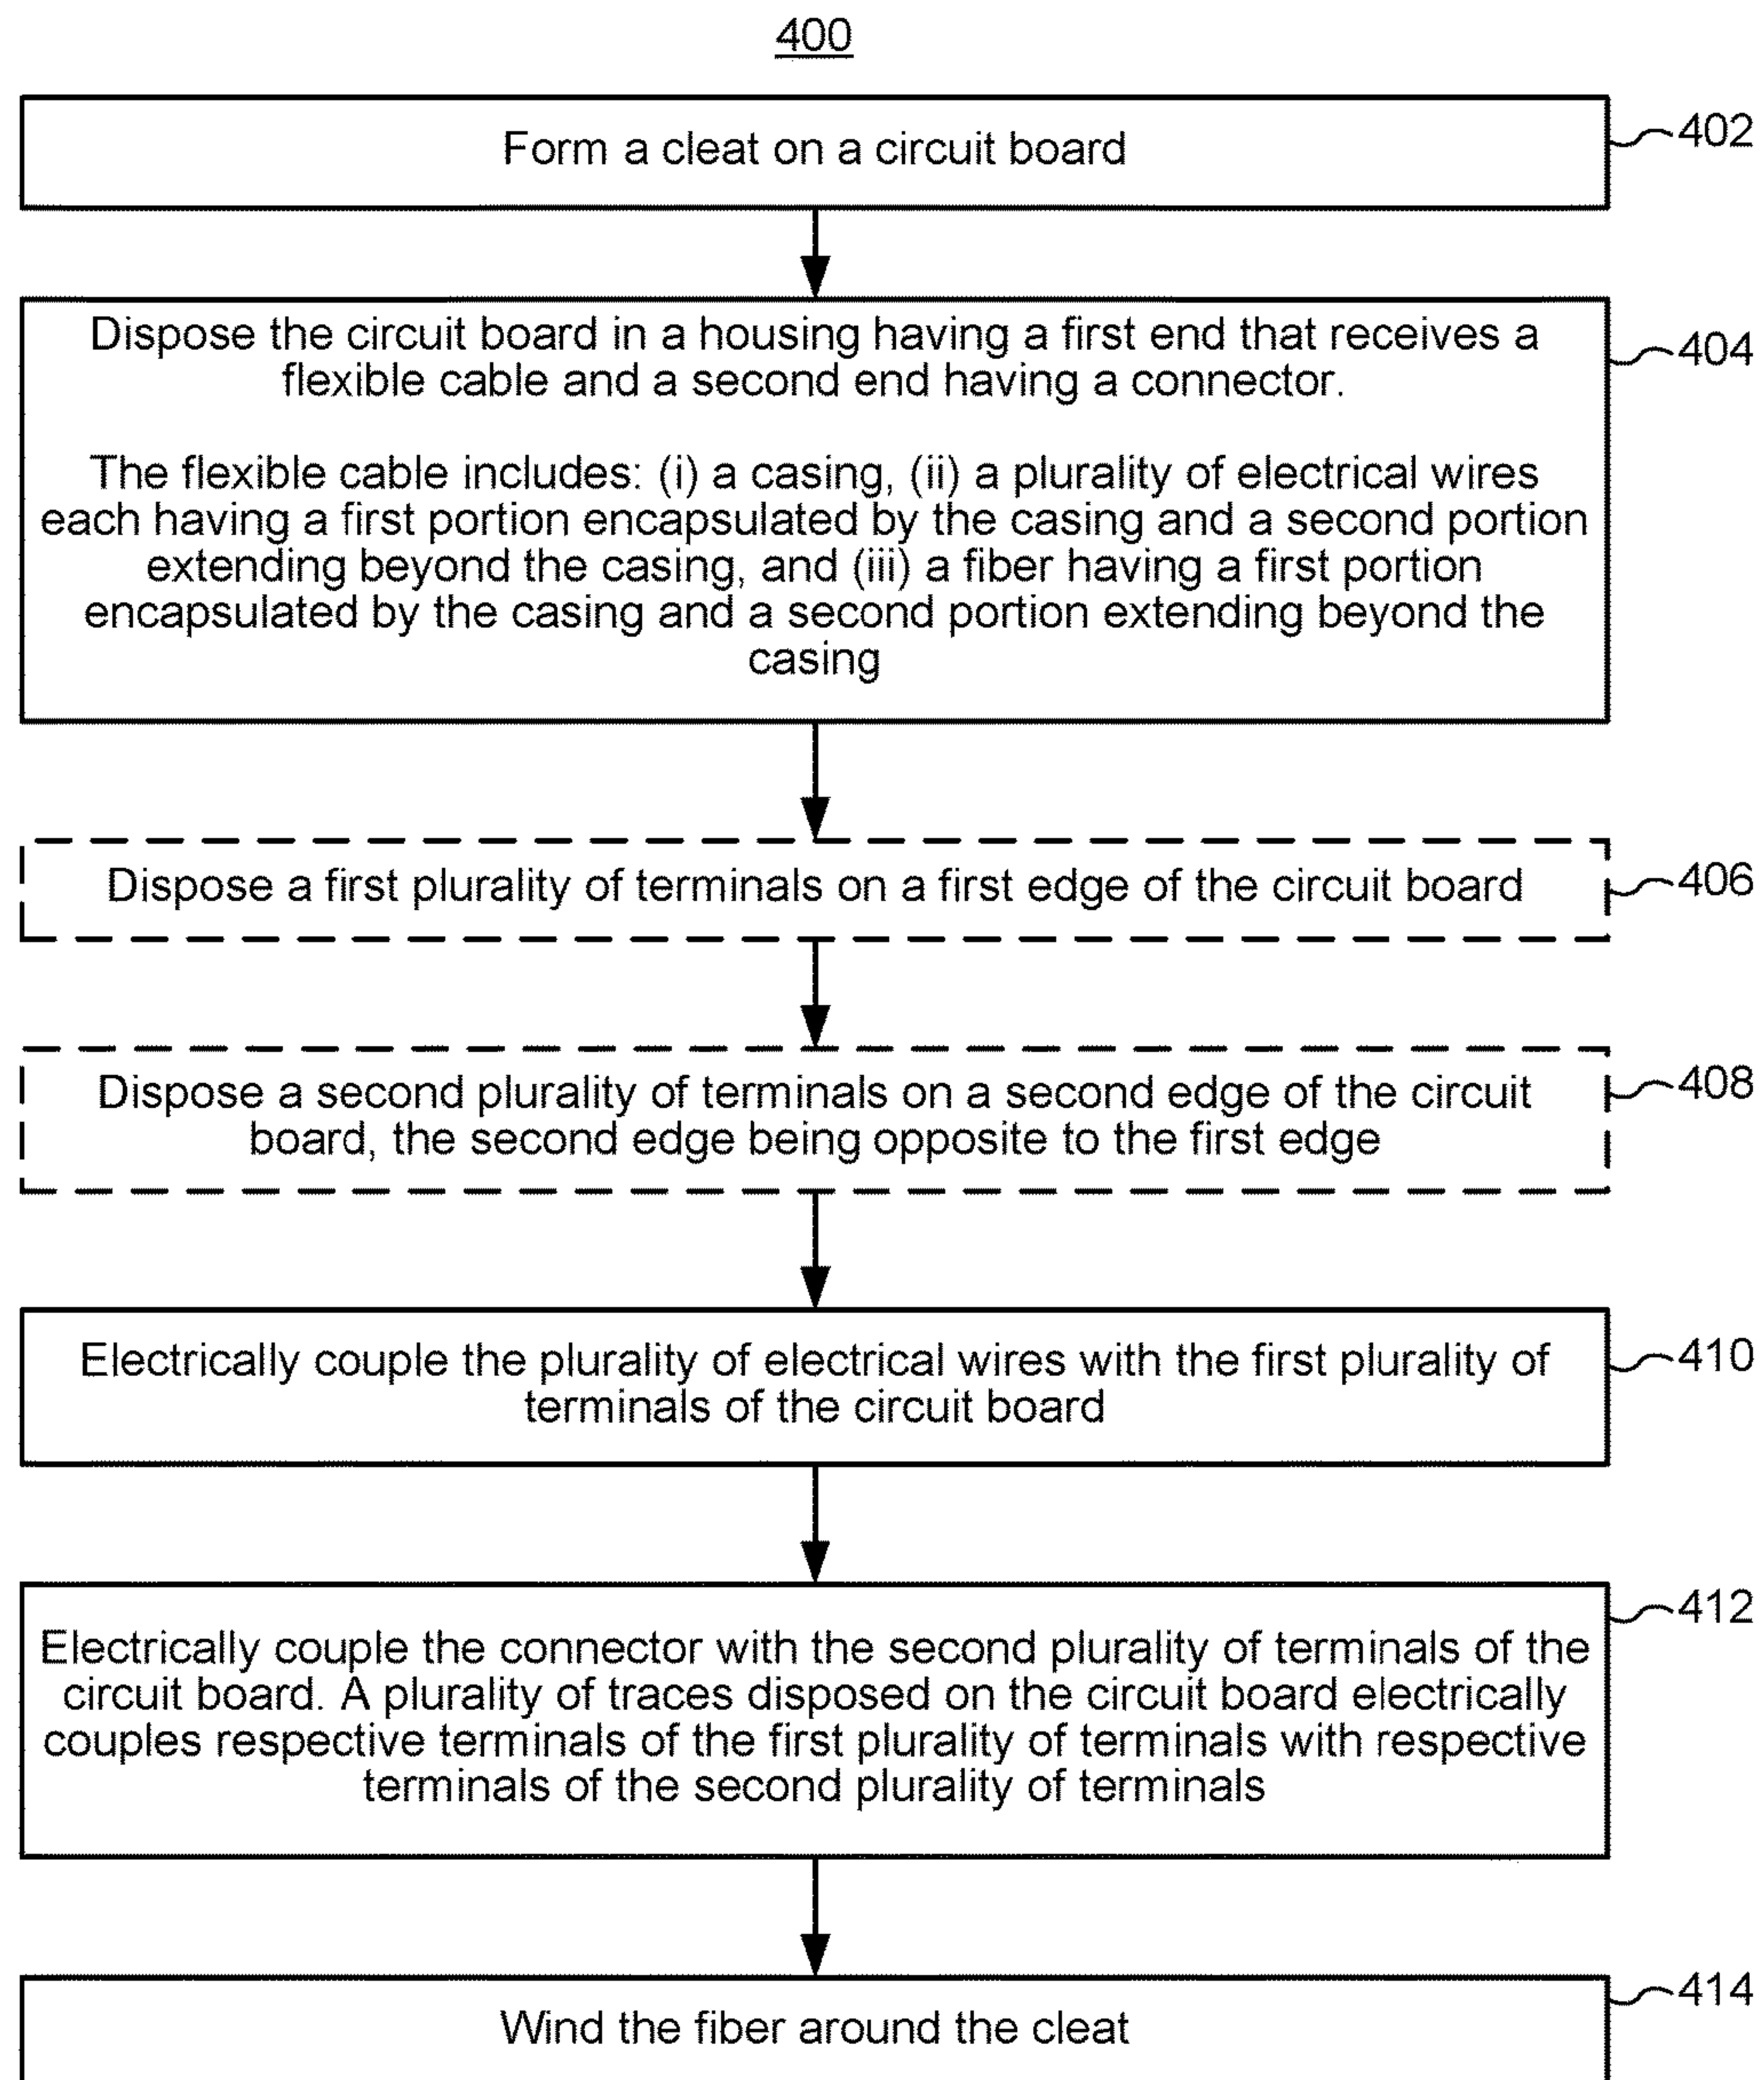 400
Form a cleat on a circuit board
402
Dispose the circuit board in a housing having a first end that receives a
flexible cable and a second end having a connector.
404
The flexible cable includes: (i) a casing, (ii) a plurality of electrical wires
each having a first portion encapsulated by the casing and a second portion
extending beyond the casing, and (iii) a fiber having a first portion
encapsulated by the casing and a second portion extending beyond the
casing
Dispose a first plurality of terminals on a first edge of the circuit board
406
Dispose a second plurality of terminals on a second edge of the circuit
board, the second edge being opposite to the first edge
408
Electrically couple the plurality of electrical wires with the first plurality of
terminals of the circuit board
410
Electrically couple the connector with the second plurality of terminals of the
circuit board. A plurality of traces disposed on the circuit board electrically
couples respective terminals of the first plurality of terminals with respective
terminals of the second plurality of terminals
412
Wind the fiber around the cleat
414